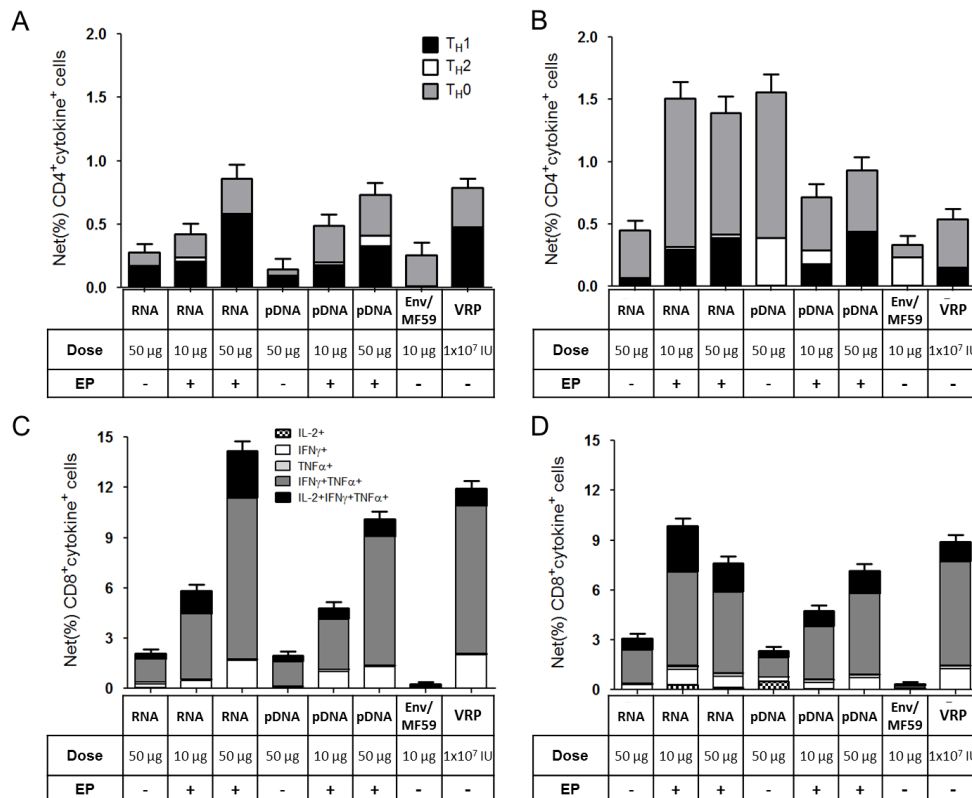 A
Net(%) CD4⁺cytokine⁺ cells
2.0
1.5
1.0
0.5
0.0
T_H1
T_H2
T_H0
RNA RNA RNA pDNA pDNA pDNA Env/MF59 VRP
Dose 50 µg 10 µg 50 µg 50 µg 10 µg 50 µg 10 µg 1x10⁷ IU
EP - + + - + + - -
B
Net(%) CD4⁺cytokine⁺ cells
2.0
1.5
1.0
0.5
0.0
RNA RNA RNA pDNA pDNA pDNA Env/MF59 VRP
Dose 50 µg 10 µg 50 µg 50 µg 10 µg 50 µg 10 µg 1x10⁷ IU
EP - + + - + + - -
C
Net(%) CD8⁺cytokine⁺ cells
15
12
9
6
3
0
IL-2+
IFNγ+
TNFα+
IFNγ+TNFα+
IL-2+IFNγ+TNFα+
RNA RNA RNA pDNA pDNA pDNA Env/MF59 VRP
Dose 50 µg 10 µg 50 µg 50 µg 10 µg 50 µg 10 µg 1x10⁷ IU
EP - + + - + + - -
D
Net(%) CD8⁺cytokine⁺ cells
15
12
9
6
3
0
RNA RNA RNA pDNA pDNA pDNA Env/MF59 VRP
Dose 50 µg 10 µg 50 µg 50 µg 10 µg 50 µg 10 µg 1x10⁷ IU
EP - + + - + + - -